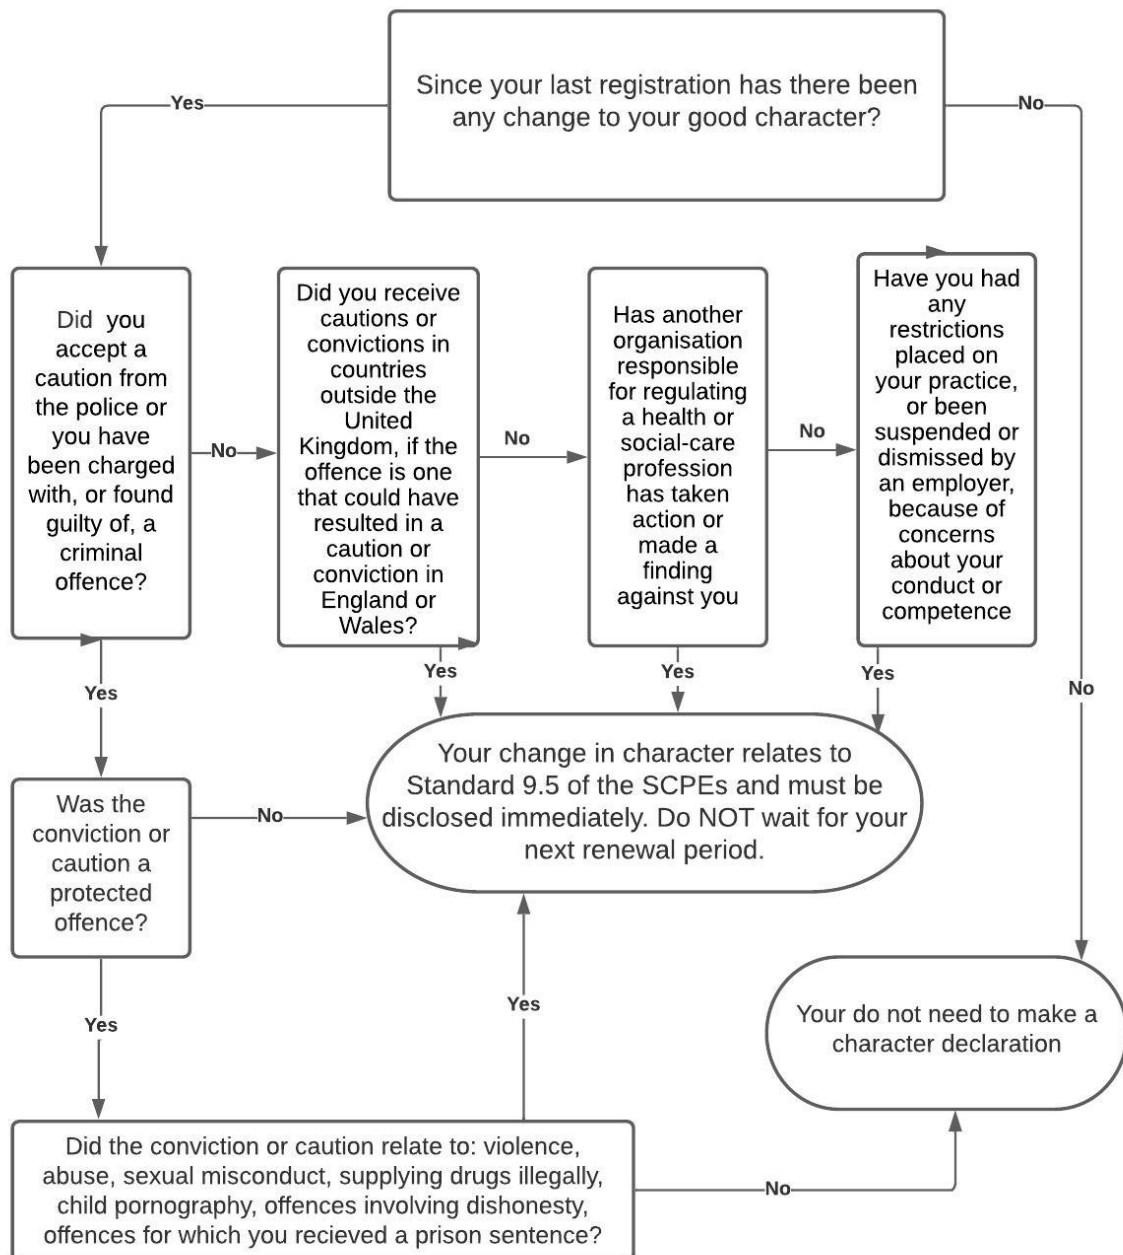 Since your last registration has there been
any change to your good character?
Yes
No
Did you
accept a
caution from
the police or
you have
been charged
with, or found
guilty of, a
criminal
offence?
No
Did you receive
cautions or
convictions in
countries
outside the
United
Kingdom, if the
offence is one
that could have
resulted in a
caution or
conviction in
England or
Wales?
No
Has another
organisation
responsible
for regulating
a health or
social-care
profession
has taken
action or
made a
finding
against you
No
Have you had
any
restrictions
placed on
your practice,
or been
suspended or
dismissed by
an employer,
because of
concerns
about your
conduct or
competence
Yes
Yes
Yes
Yes
No
Was the
conviction or
caution a
protected
offence?
No
Your change in character relates to
Standard 9.5 of the SCPEs and must be
disclosed immediately. Do NOT wait for your
next renewal period.
Yes
Yes
Your do not need to make a
character declaration
Did the conviction or caution relate to: violence,
abuse, sexual misconduct, supplying drugs illegally,
child pornography, offences involving dishonesty,
offences for which you recieved a prison sentence?
No